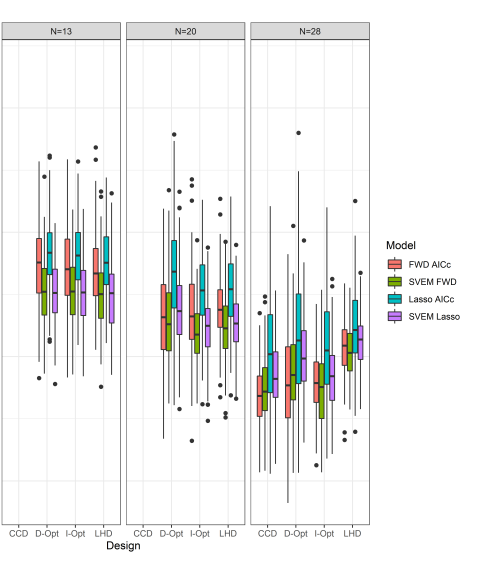 N=13 N=20 N=28
Model
FWD AICc
SVEM FWD
Lasso AICc
SVEM Lasso
CCD D-Opt I-Opt LHD CCD D-Opt I-Opt LHD CCD D-Opt I-Opt LHD
Design